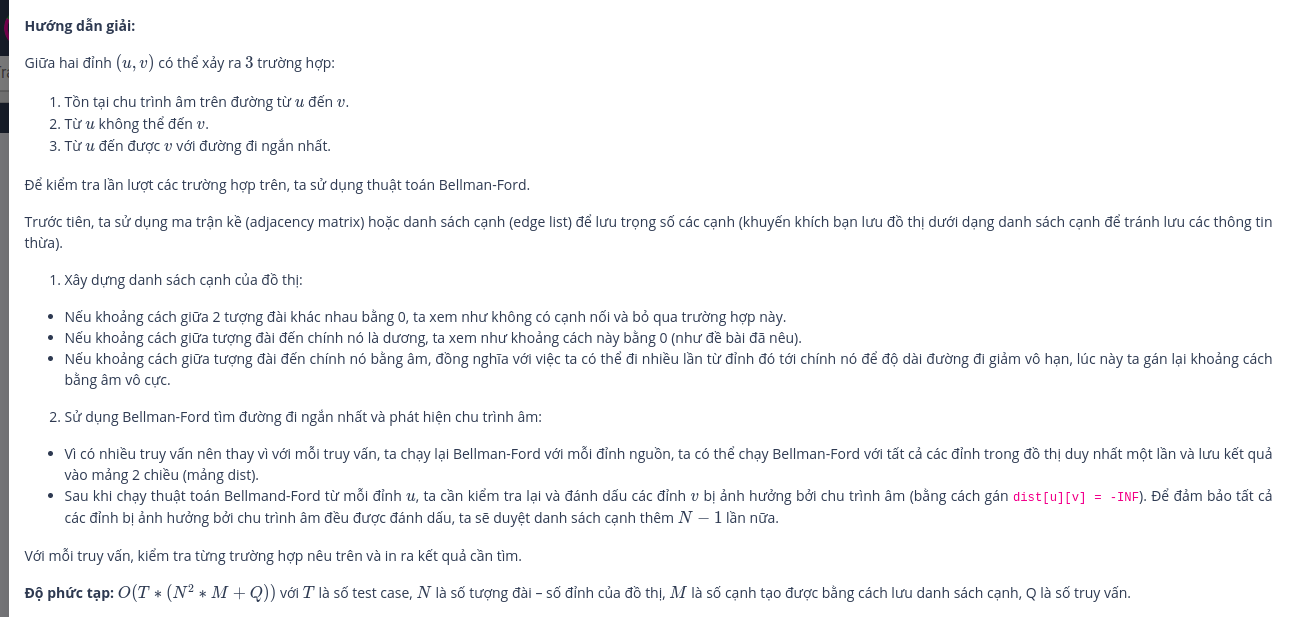 Hướng dẫn giải:
Giữa hai đỉnh (u, v) có thể xảy ra 3 trường hợp:
1. Tồn tại chu trình âm trên đường từ u đến v.
2. Từ u không thể đến v.
3. Từ u đến được v với đường đi ngắn nhất.
Để kiểm tra lần lượt các trường hợp trên, ta sử dụng thuật toán Bellman-Ford.
Trước tiên, ta sử dụng ma trận kề (adjacency matrix) hoặc danh sách cạnh (edge list) để lưu trọng số các cạnh (khuyến khích bạn lưu đồ thị dưới dạng danh sách cạnh để tránh lưu các thông tin
thừa).
1. Xây dựng danh sách cạnh của đồ thị:
• Nếu khoảng cách giữa 2 tượng đài khác nhau bằng 0, ta xem như không có cạnh nối và bỏ qua trường hợp này.
• Nếu khoảng cách giữa tượng đài đến chính nó là dương, ta xem như khoảng cách này bằng 0 (như đề bài đã nêu).
• Nếu khoảng cách giữa tượng đài đến chính nó bằng âm, đồng nghĩa với việc ta có thể đi nhiều lần từ đỉnh đó tới chính nó để độ dài đường đi giảm vô hạn, lúc này ta gán lại khoảng cách
bằng âm vô cực.
2. Sử dụng Bellman-Ford tìm đường đi ngắn nhất và phát hiện chu trình âm:
• Vì có nhiều truy vấn nên thay vì với mỗi truy vấn, ta chạy lại Bellman-Ford với mỗi đỉnh nguồn, ta có thể chạy Bellman-Ford với tất cả các đỉnh trong đồ thị duy nhất một lần và lưu kết quả
vào mảng 2 chiều (mảng dist).
• Sau khi chạy thuật toán Bellmand-Ford từ mỗi đỉnh u, ta cần kiểm tra lại và đánh dấu các đỉnh v bị ảnh hưởng bởi chu trình âm (bằng cách gán dist[u][v] = -INF). Để đảm bảo tất cả
các đỉnh bị ảnh hưởng bởi chu trình âm đều được đánh dấu, ta sẽ duyệt danh sách cạnh thêm N − 1 lần nữa.
Với mỗi truy vấn, kiểm tra từng trường hợp nêu trên và in ra kết quả cần tìm.
Độ phức tạp: O(T ∗ (N² ∗ M + Q)) với T là số test case, N là số tượng đài – số đỉnh của đồ thị, M là số cạnh tạo được bằng cách lưu danh sách cạnh, Q là số truy vấn.